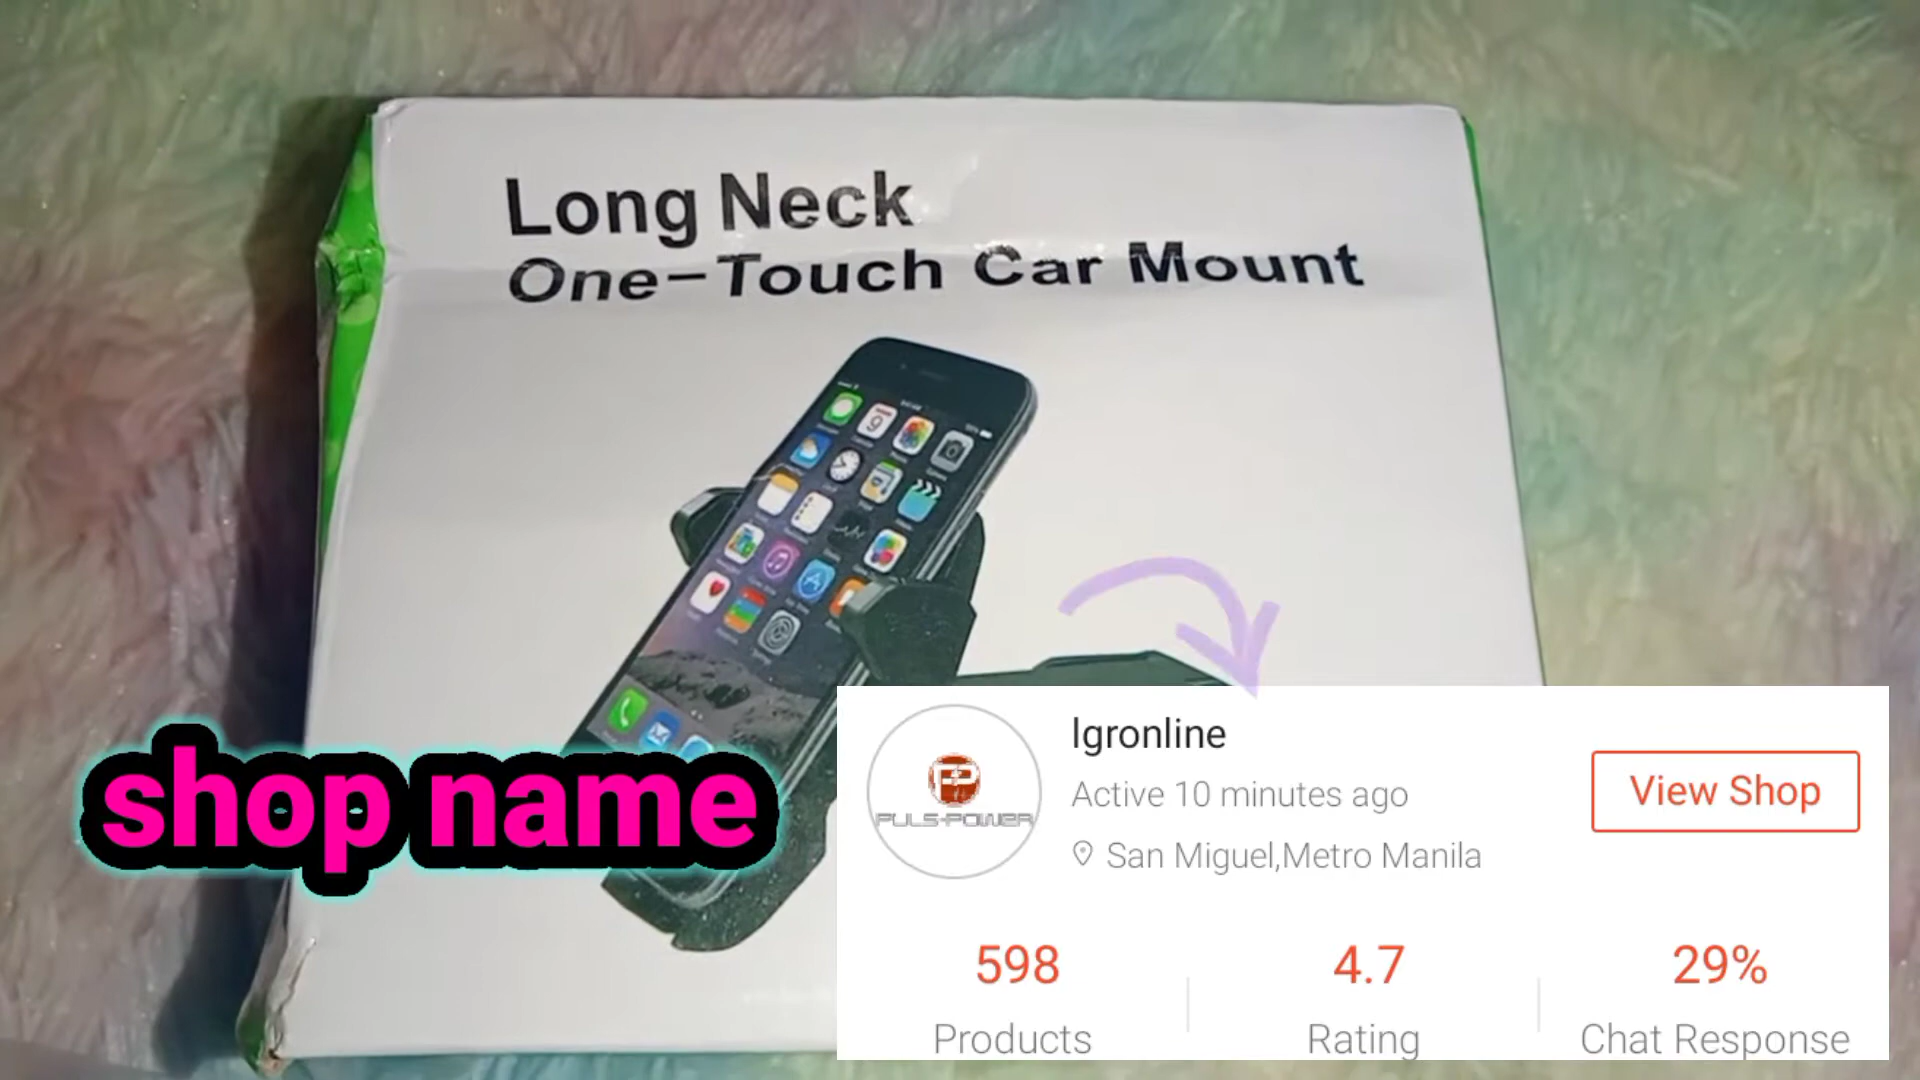 Long Neck
One-Touch Car Mount
shop name
lgronline
Active 10 minutes ago
San Miguel,Metro Manila
View Shop
PULS-POWER
598
Products
4.7
Rating
29%
Chat Response